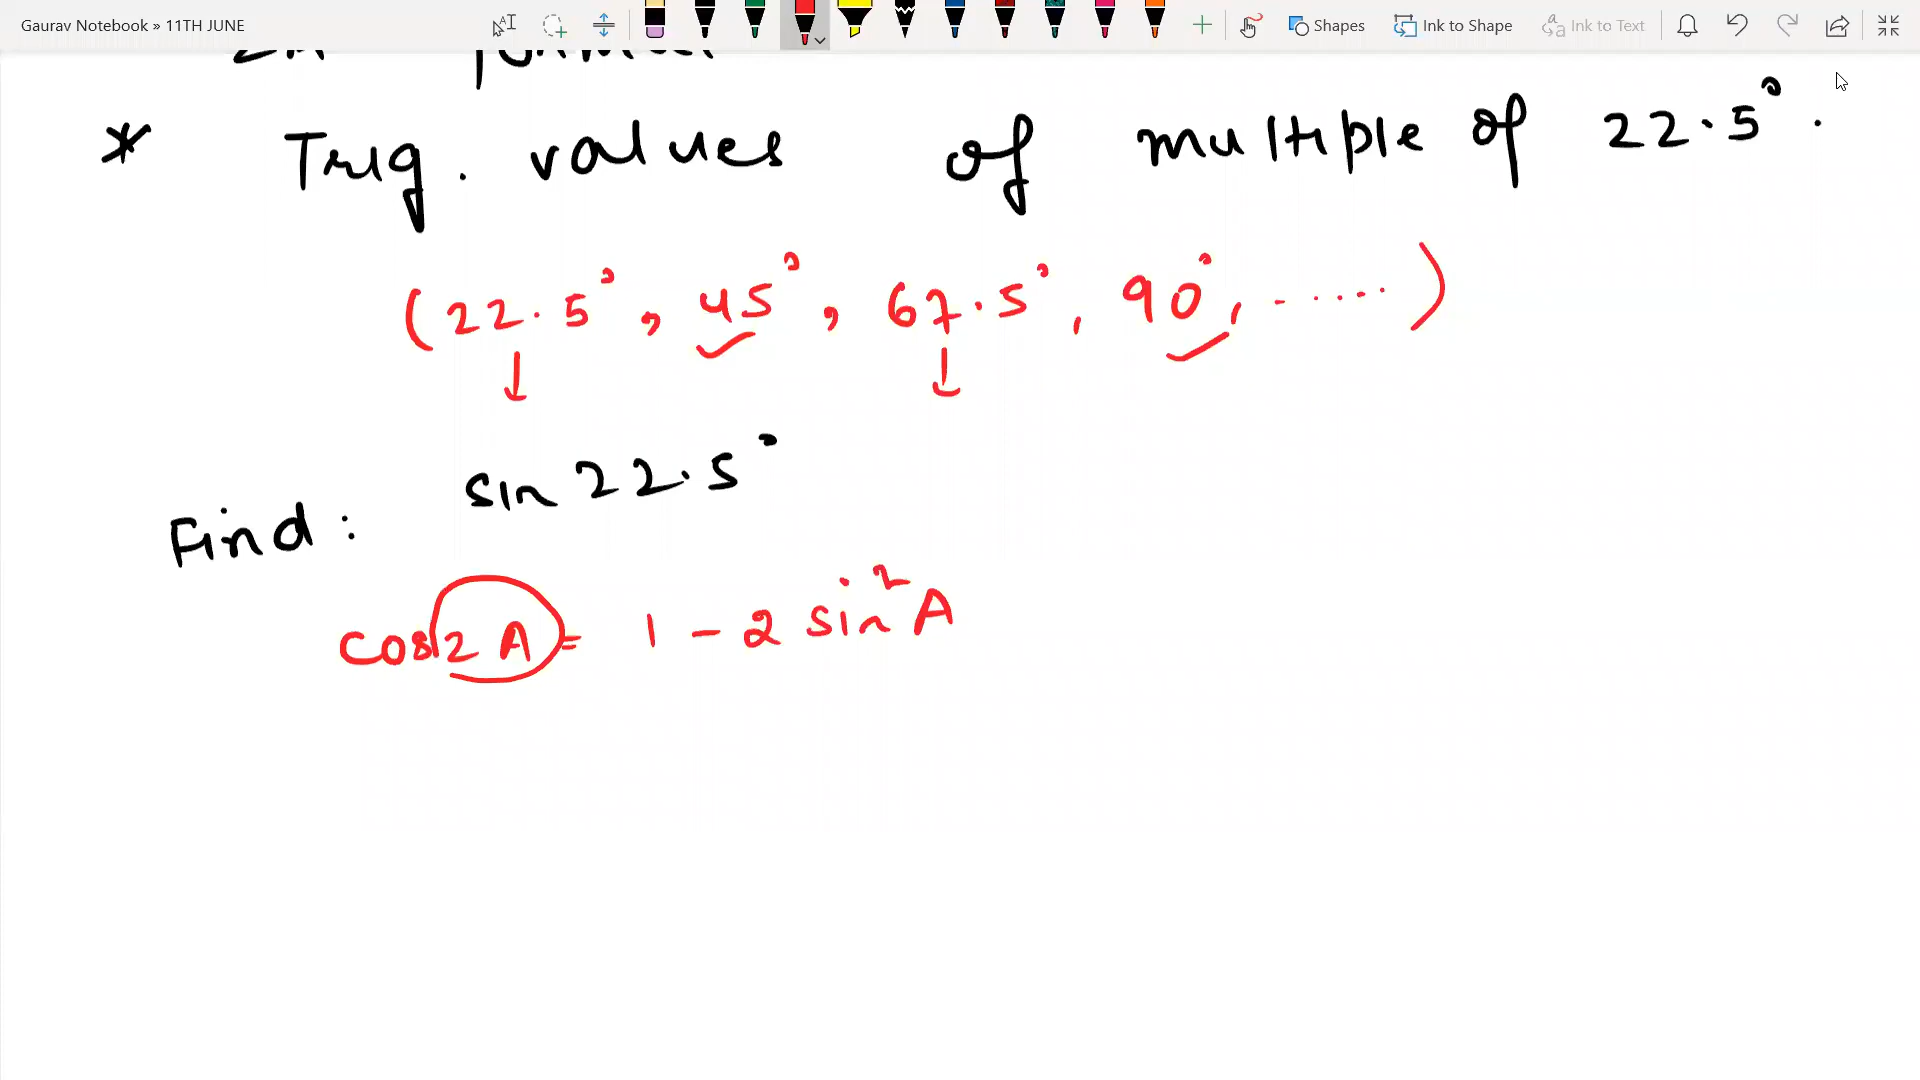 Gaurav Notebook » 11TH JUNE
Shapes Ink to Shape Ink to Text
* Trig. values of multiple of 22.5°.
(22.5°, 45°, 67.5°, 90°, ......)
Find: sin 22.5°
cos 2A = 1 - 2 sin² A